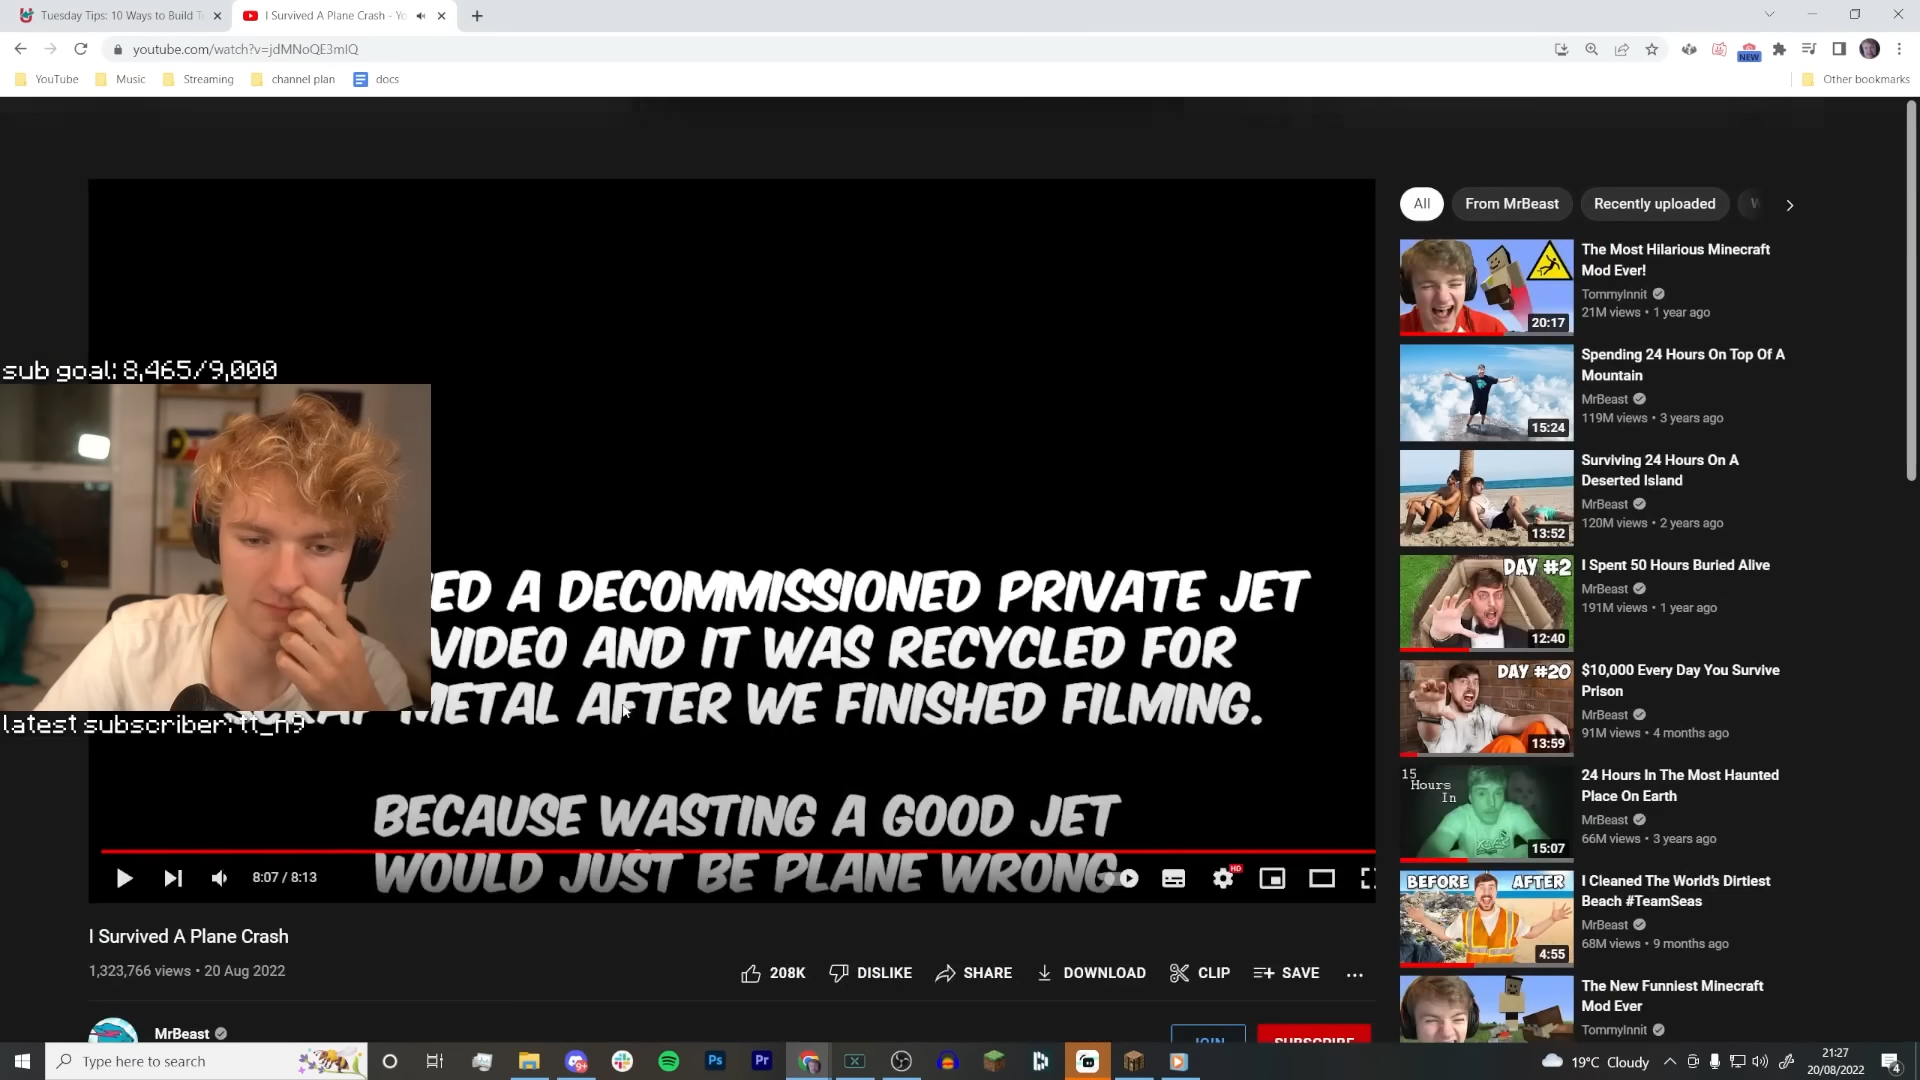 Tuesday Tips: 10 Ways to Build T
I Survived A Plane Crash - Yo
youtube.com/watch?v=jdMNoQE3mlQ
NEW
YouTube
Music
Streaming
channel plan
docs
Other bookmarks
sub goal: 8,465/9,000
ED A DECOMMISSIONED PRIVATE JET
VIDEO AND IT WAS RECYCLED FOR
METAL AFTER WE FINISHED FILMING.
latest subscriber: tt_n9
BECAUSE WASTING A GOOD JET
WOULD JUST BE PLANE WRONG
8:07 / 8:13
HD
I Survived A Plane Crash
1,323,766 views • 20 Aug 2022
208K
DISLIKE
SHARE
DOWNLOAD
CLIP
SAVE
MrBeast
JOIN
SUBSCRIBE
All
From MrBeast
Recently uploaded
W
20:17
The Most Hilarious Minecraft
Mod Ever!
TommyInnit
21M views • 1 year ago
15:24
Spending 24 Hours On Top Of A
Mountain
MrBeast
119M views • 3 years ago
13:52
Surviving 24 Hours On A
Deserted Island
MrBeast
120M views • 2 years ago
DAY #2
12:40
I Spent 50 Hours Buried Alive
MrBeast
191M views • 1 year ago
DAY #20
13:59
$10,000 Every Day You Survive
Prison
MrBeast
91M views • 4 months ago
15
Hours
In
15:07
24 Hours In The Most Haunted
Place On Earth
MrBeast
66M views • 3 years ago
BEFORE AFTER
4:55
I Cleaned The World's Dirtiest
Beach #TeamSeas
MrBeast
68M views • 9 months ago
The New Funniest Minecraft
Mod Ever
TommyInnit
Type here to search
9+
Ps
Pr
19°C Cloudy
21:27
20/08/2022
4